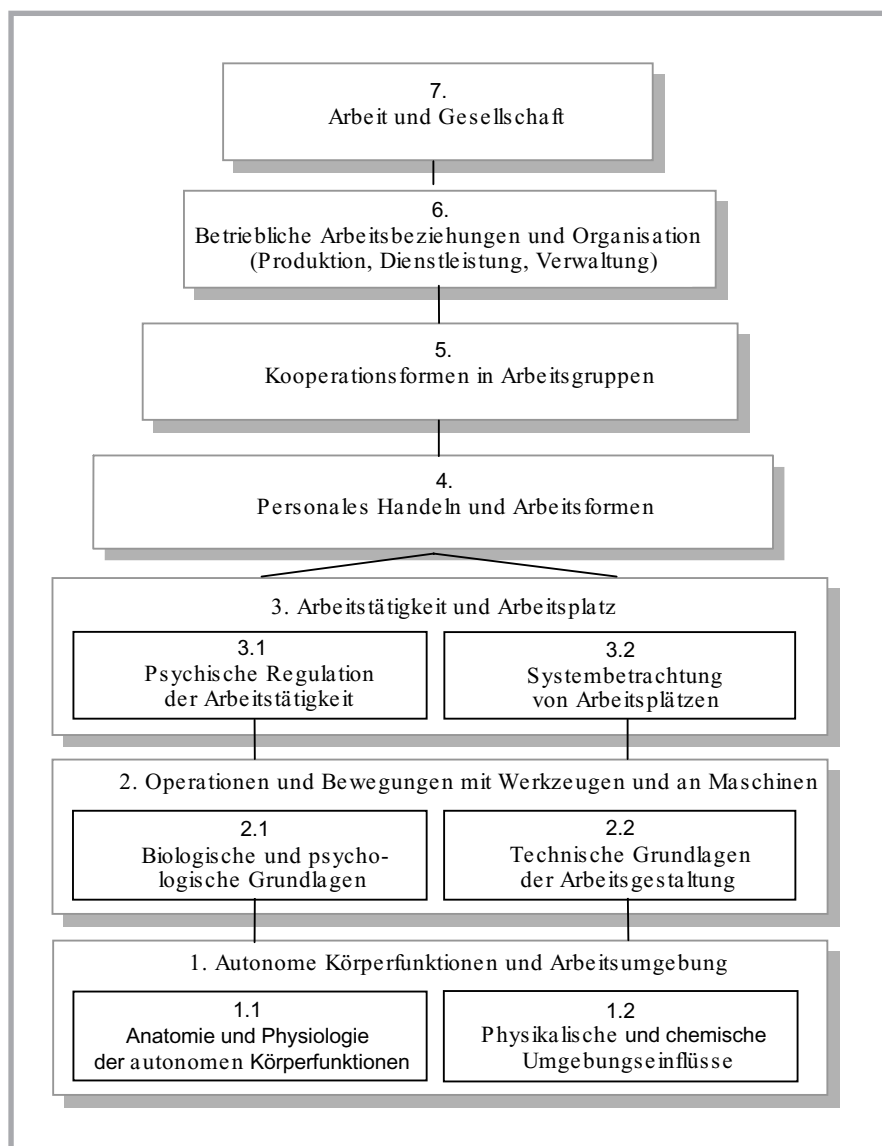 7.
Arbeit und Gesellschaft
6.
Betriebliche Arbeitsbeziehungen und Organisation
(Produktion, Dienstleistung, Verwaltung)
5.
Kooperationsformen in Arbeitsgruppen
4.
Personales Handeln und Arbeitsformen
3. Arbeitstätigkeit und Arbeitsplatz
3.1
Psychische Regulation
der Arbeitstätigkeit
3.2
Systembetrachtung
von Arbeitsplätzen
2. Operationen und Bewegungen mit Werkzeugen und an Maschinen
2.1
Biologische und psycho-
logische Grundlagen
2.2
Technische Grundlagen
der Arbeitsgestaltung
1. Autonome Körperfunktionen und Arbeitsumgebung
1.1
Anatomie und Physiologie
der autonomen Körperfunktionen
1.2
Physikalische und chemische
Umgebungseinflüsse